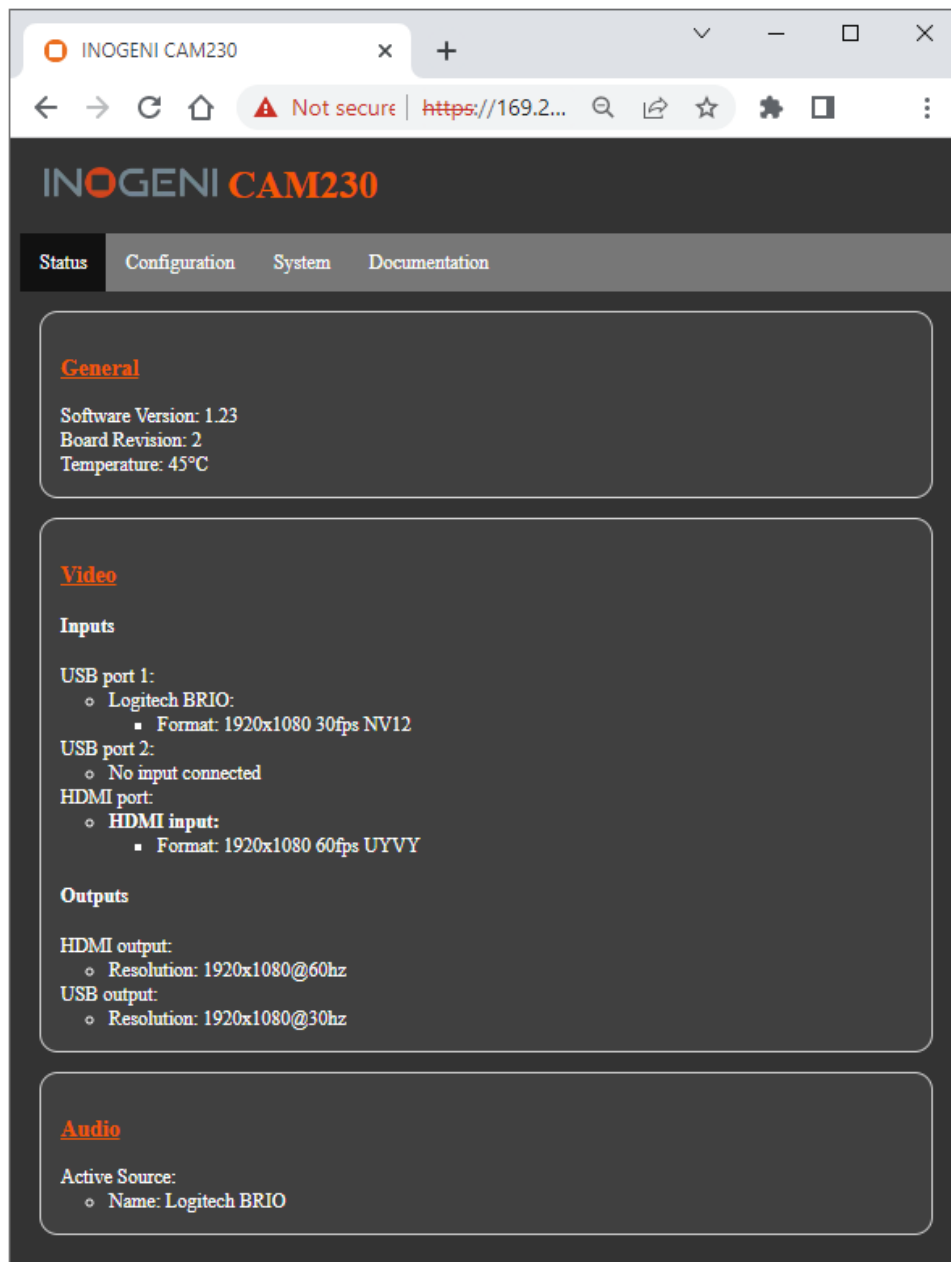 INOGENI CAM230
Not secure https://169.2...
INOGENI CAM230
Status Configuration System Documentation
General
Software Version: 1.23
Board Revision: 2
Temperature: 45°C
Video
Inputs
USB port 1:
Logitech BRIO:
Format: 1920x1080 30fps NV12
USB port 2:
No input connected
HDMI port:
HDMI input:
Format: 1920x1080 60fps UYVY
Outputs
HDMI output:
Resolution: 1920x1080@60hz
USB output:
Resolution: 1920x1080@30hz
Audio
Active Source:
Name: Logitech BRIO